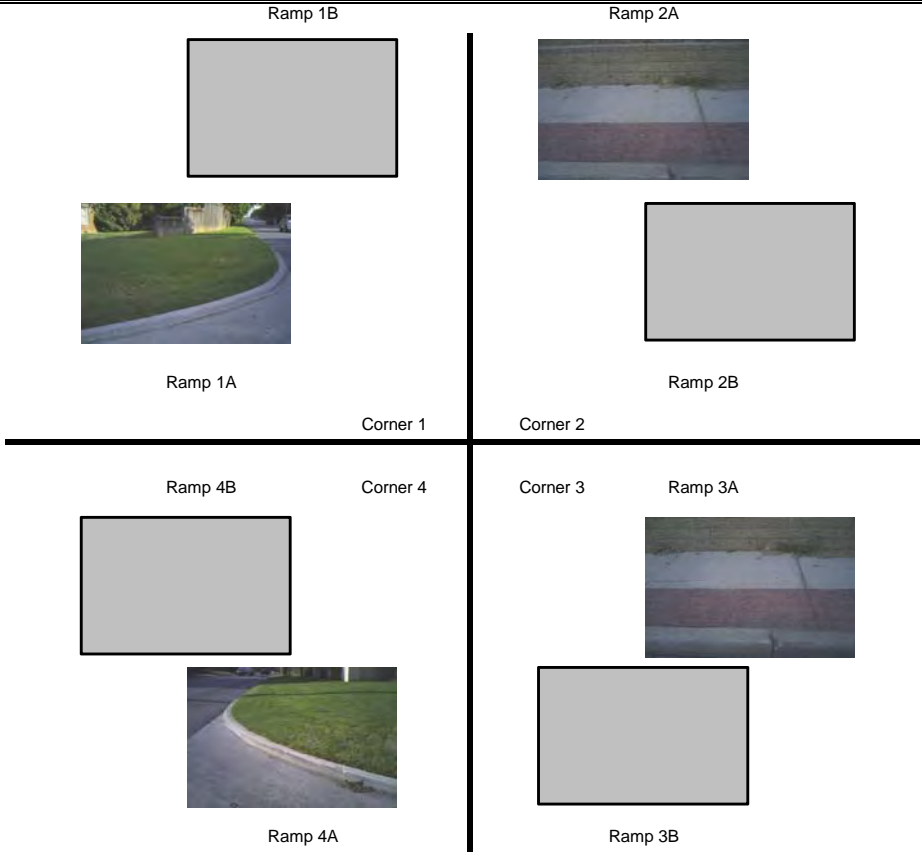 Ramp 1B
Ramp 2A
Ramp 1A
Ramp 2B
Corner 1
Corner 2
Ramp 4B
Corner 4
Corner 3
Ramp 3A
Ramp 4A
Ramp 3B